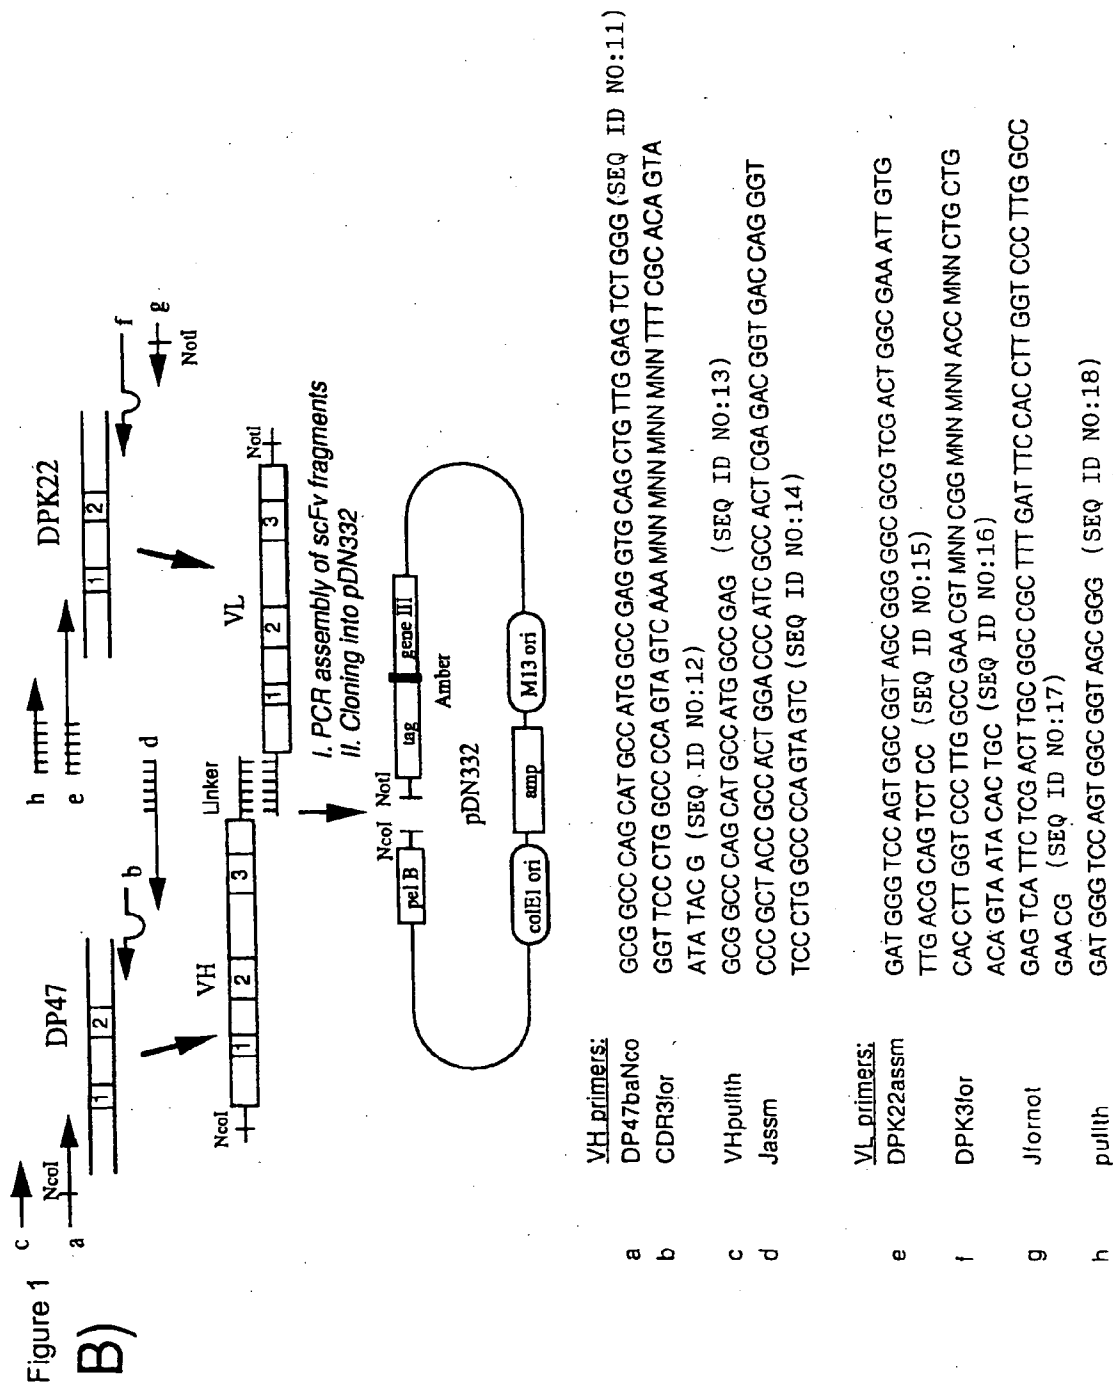 Figure 1
B)
c
NcoI
a
h
e
DP47
DPK22
1 2
1 2
b
d
f
g
NotI
VH
VL
NcoI
1 2 3
Linker
1 2 3
NotI
I. PCR assembly of scFv fragments
II. Cloning into pDN332
NcoI NotI
pel B
tag
gene III
Amber
pDN332
colE1 ori
amp
M13 ori
VH primers:
a DP47baNco GCG GCC CAG CAT GCC ATG GCC GAG GTG CAG CTG TTG GAG TCT GGG (SEQ ID NO:11)
b CDR3for GGT TCC CTG GCC CCA GTA GTC AAA MNN MNN MNN MNN TTT CGC ACA GTA
ATA TAC G (SEQ ID NO:12)
c VHpullth GCG GCC CAG CAT GCC ATG GCC GAG (SEQ ID NO:13)
d Jassm CCC GCT ACC GCC ACT GGA CCC ATC GCC ACT CGA GAC GGT GAC CAG GGT
TCC CTG GCC CCA GTA GTC (SEQ ID NO:14)
VL primers:
e DPK22assm GAT GGG TCC AGT GGC GGT AGC GGG GGC GCG TCG ACT GGC GAA ATT GTG
TTG ACG CAG TCT CC (SEQ ID NO:15)
f DPK3for CAC CTT GGT CCC TTG GCC GAA CGT MNN CGG MNN MNN ACC MNN CTG CTG
ACA GTA ATA CAC TGC (SEQ ID NO:16)
g Jfornot GAG TCA TTC TCG ACT TGC GGC CGC TTT GAT TTC CAC CTT GGT CCC TTG GCC
GAA CG (SEQ ID NO:17)
h pullth GAT GGG TCC AGT GGC GGT AGC GGG (SEQ ID NO:18)